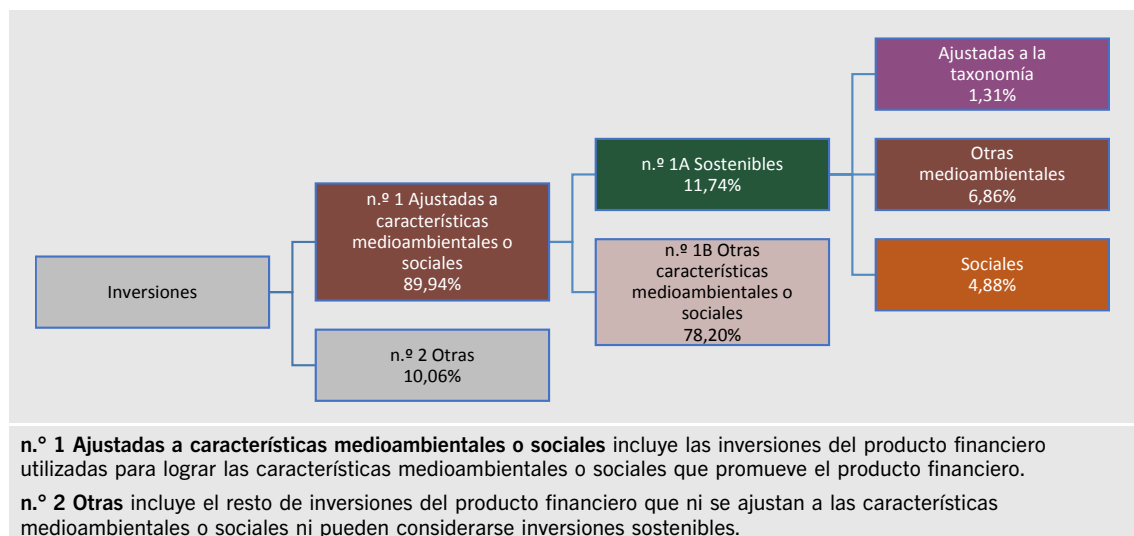 Inversiones
n.º 1 Ajustadas a
características
medioambientales o
sociales
89,94%
n.º 2 Otras
10,06%
n.º 1A Sostenibles
11,74%
n.º 1B Otras
características
medioambientales o
sociales
78,20%
Ajustadas a la
taxonomía
1,31%
Otras
medioambientales
6,86%
Sociales
4,88%
n.° 1 Ajustadas a características medioambientales o sociales incluye las inversiones del producto financiero
utilizadas para lograr las características medioambientales o sociales que promueve el producto financiero.
n.° 2 Otras incluye el resto de inversiones del producto financiero que ni se ajustan a las características
medioambientales o sociales ni pueden considerarse inversiones sostenibles.